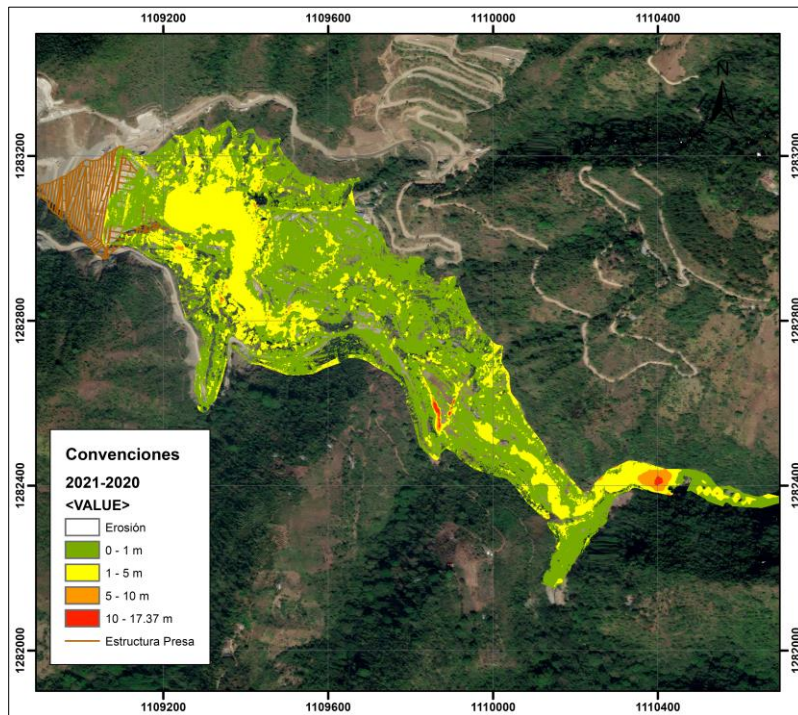 1109200 1109600 1110000 1110400
N
1283200 1283200
1282800 1282800
1282400 1282400
1282000 1282000
Convenciones
2021-2020
<VALUE>
Erosión
0 - 1 m
1 - 5 m
5 - 10 m
10 - 17.37 m
Estructura Presa
1109200 1109600 1110000 1110400